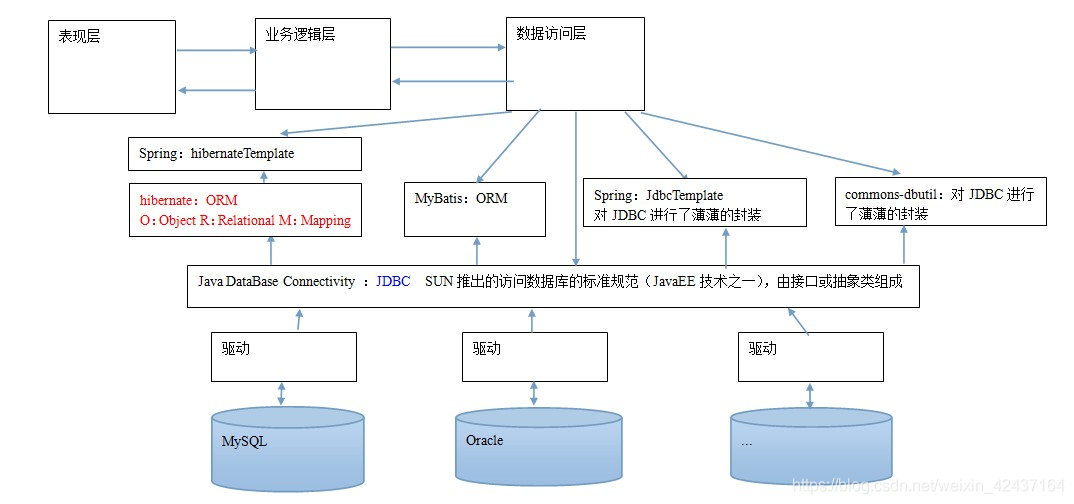 表现层
业务逻辑层
数据访问层
Spring：hibernateTemplate
hibernate：ORM
O：Object R：Relational M：Mapping
MyBatis：ORM
Spring：JdbcTemplate
对 JDBC 进行了薄薄的封装
commons-dbutil：对 JDBC 进行
了薄薄的封装
Java DataBase Connectivity ：JDBC SUN 推出的访问数据库的标准规范（JavaEE 技术之一），由接口或抽象类组成
驱动
驱动
驱动
MySQL
Oracle
...
https://blog.csdn.net/weixin_42437164